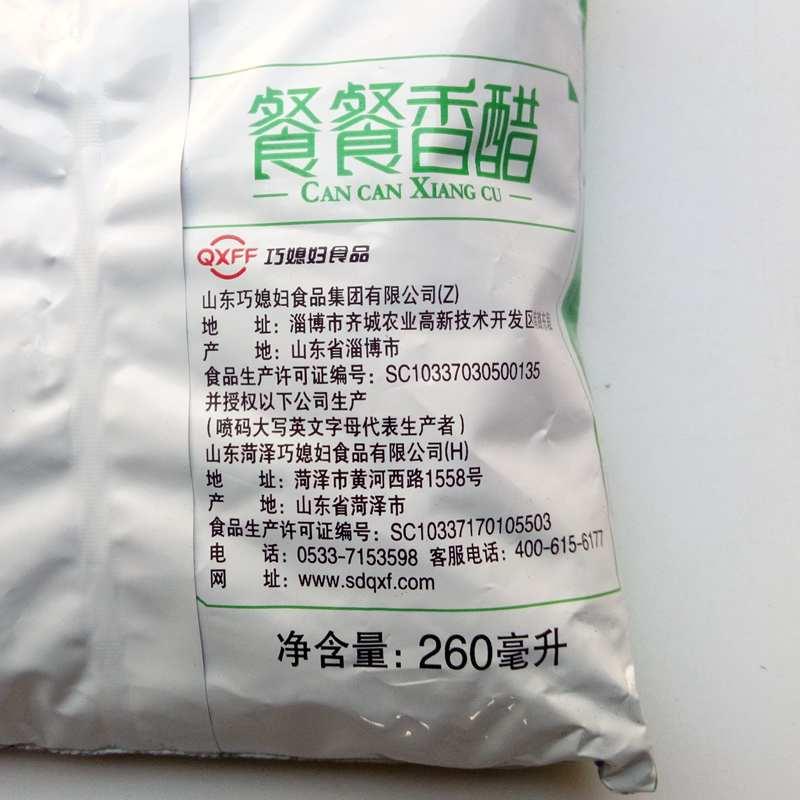 餐餐香醋
CAN CAN XIANG CU
QXFF 巧媳妇食品
山东巧媳妇食品集团有限公司(Z)
地 址：淄博市齐城农业高新技术开发区
产 地：山东省淄博市
食品生产许可证编号：SC10337030500135
并授权以下公司生产
(喷码大写英文字母代表生产者)
山东菏泽巧媳妇食品有限公司(H)
地 址：菏泽市黄河西路1558号
产 地：山东省菏泽市
食品生产许可证编号：SC10337170105503
电 话：0533-7153598 客服电话：400-615-6177
网 址：www.sdqxf.com
净含量：260毫升